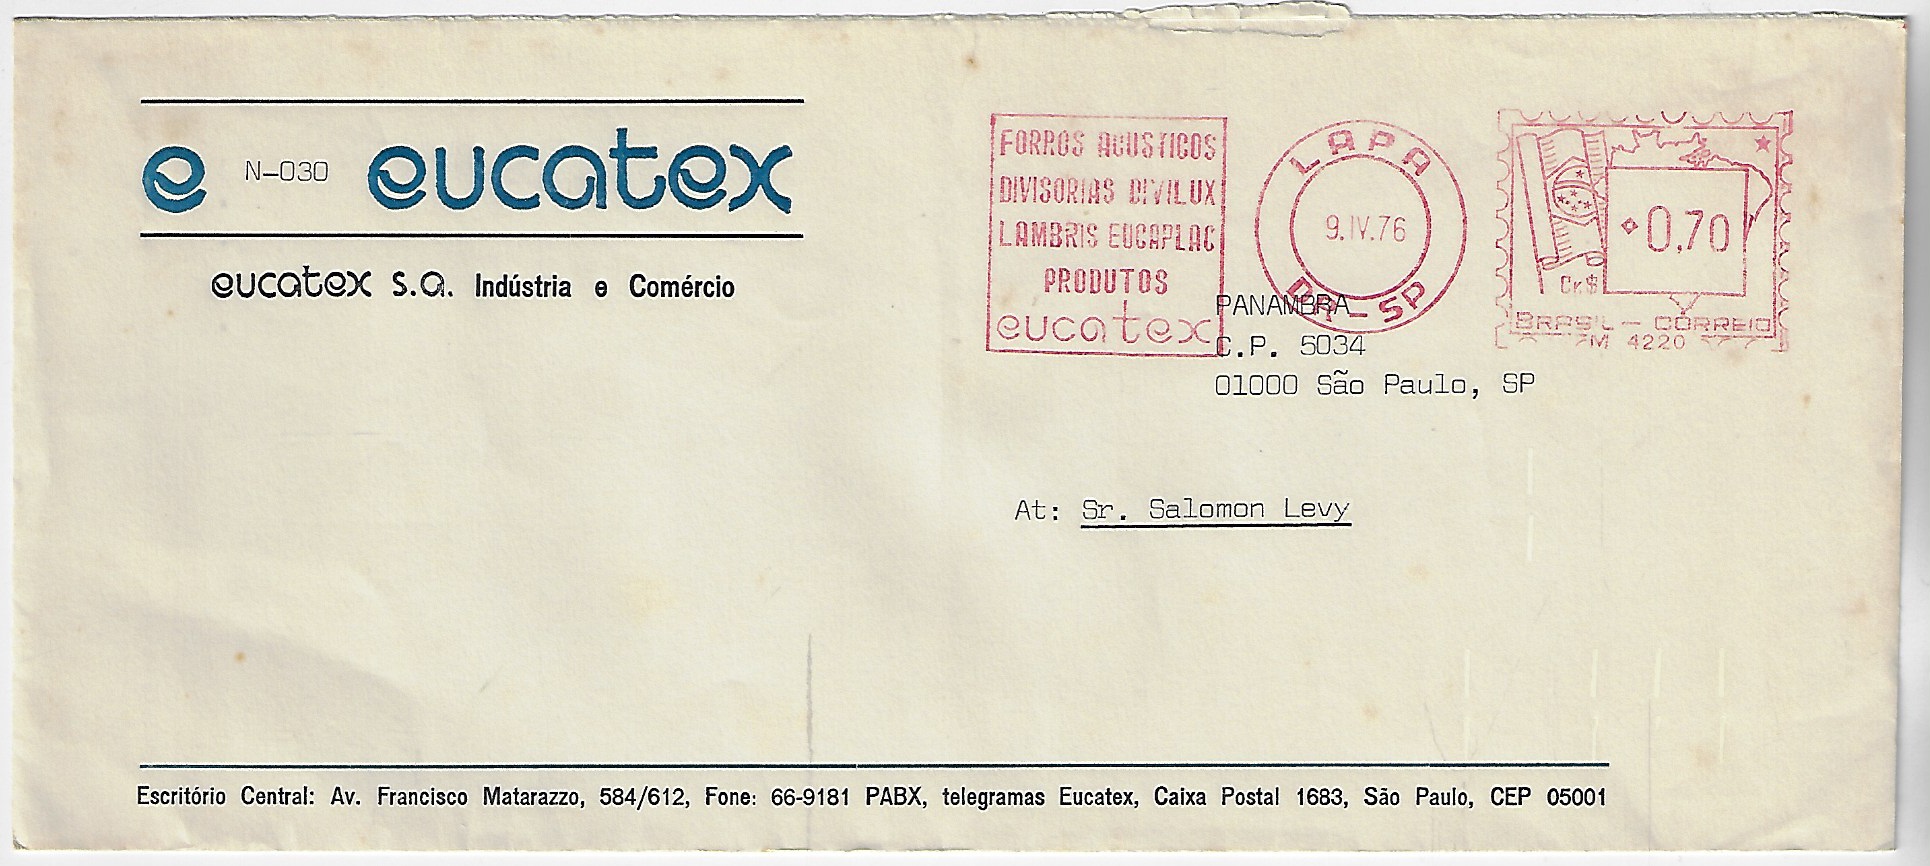 e N-030 eucatex
eucatex s.a. Indústria e Comércio
FORROS ACUSTICOS
DIVISORIAS DIVILUX
LAMBRIS EUCAPLAC
PRODUTOS
eucatex
LAPA
9.IV.76
DR-SP
0,70
CR$
BRASIL - CORREIO
M 4220
PANAMBRA
C.P. 5034
01000 São Paulo, SP
At: Sr. Salomon Levy
Escritório Central: Av. Francisco Matarazzo, 584/612, Fone: 66-9181 PABX, telegramas Eucatex, Caixa Postal 1683, São Paulo, CEP 05001